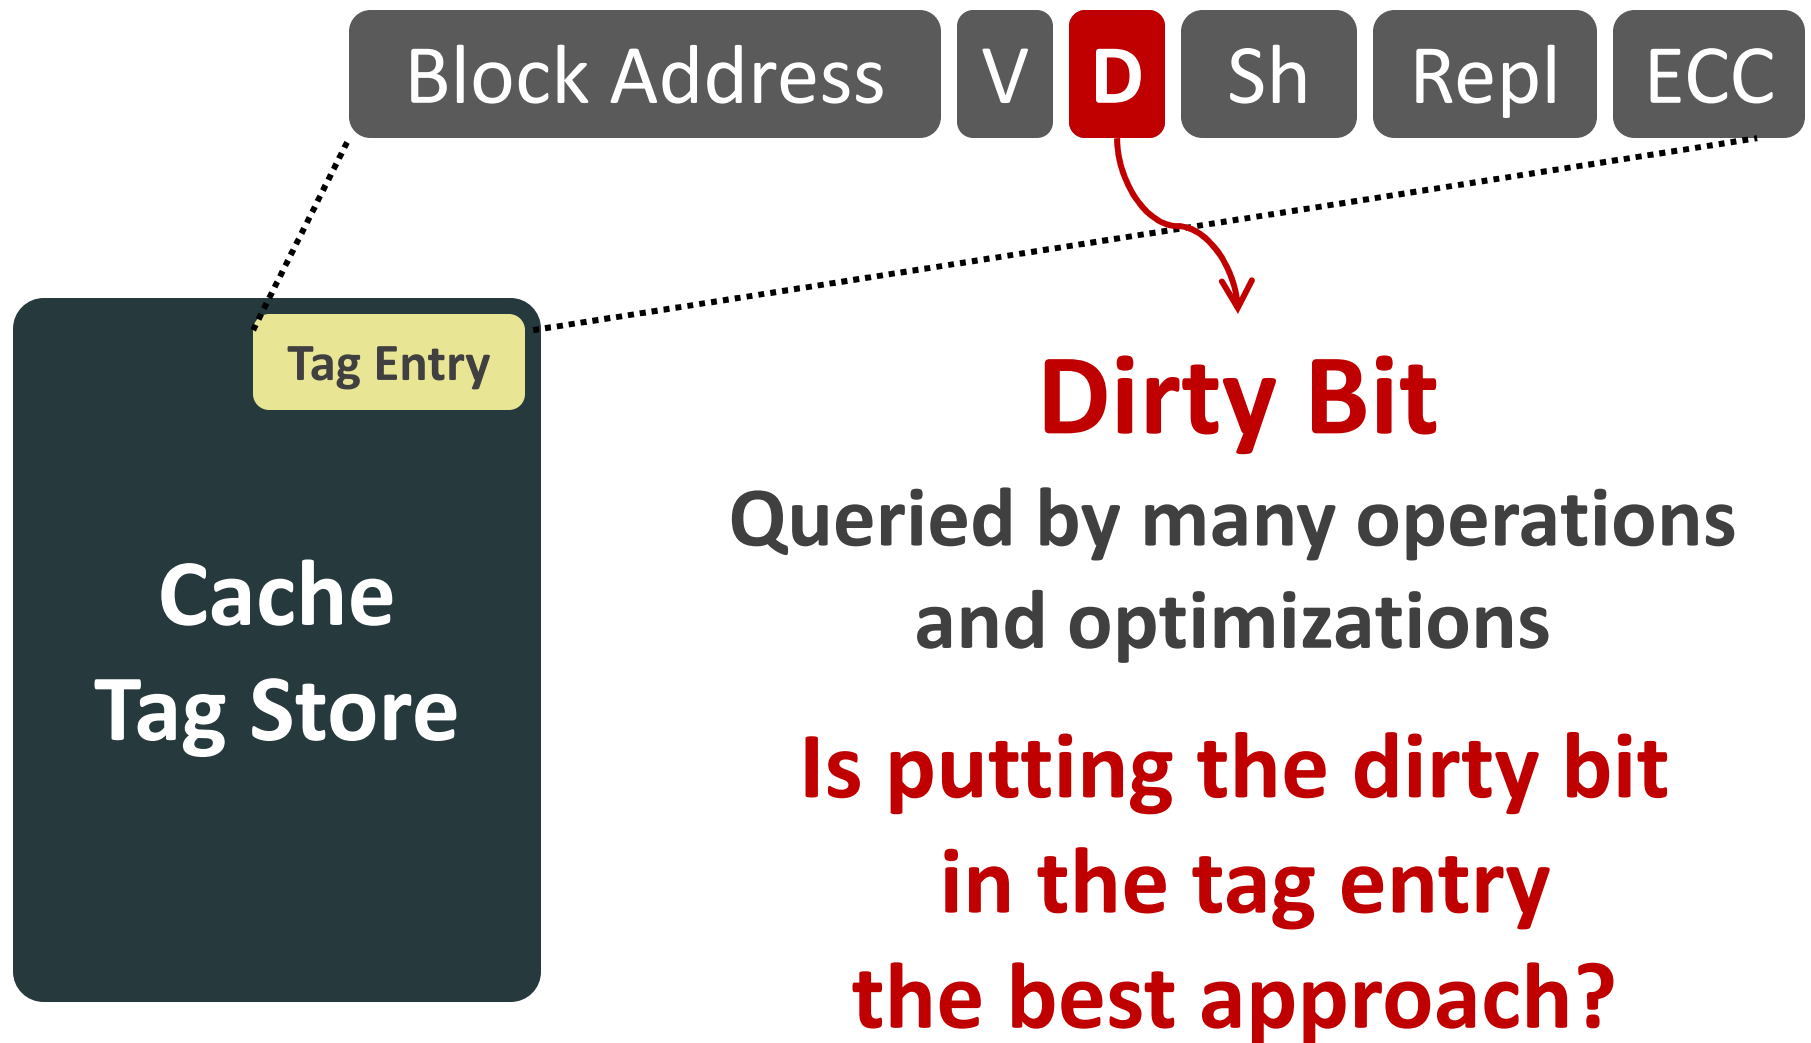 Block Address V D Sh Repl ECC
Tag Entry
Cache
Tag Store
Dirty Bit
Queried by many operations
and optimizations
Is putting the dirty bit
in the tag entry
the best approach?